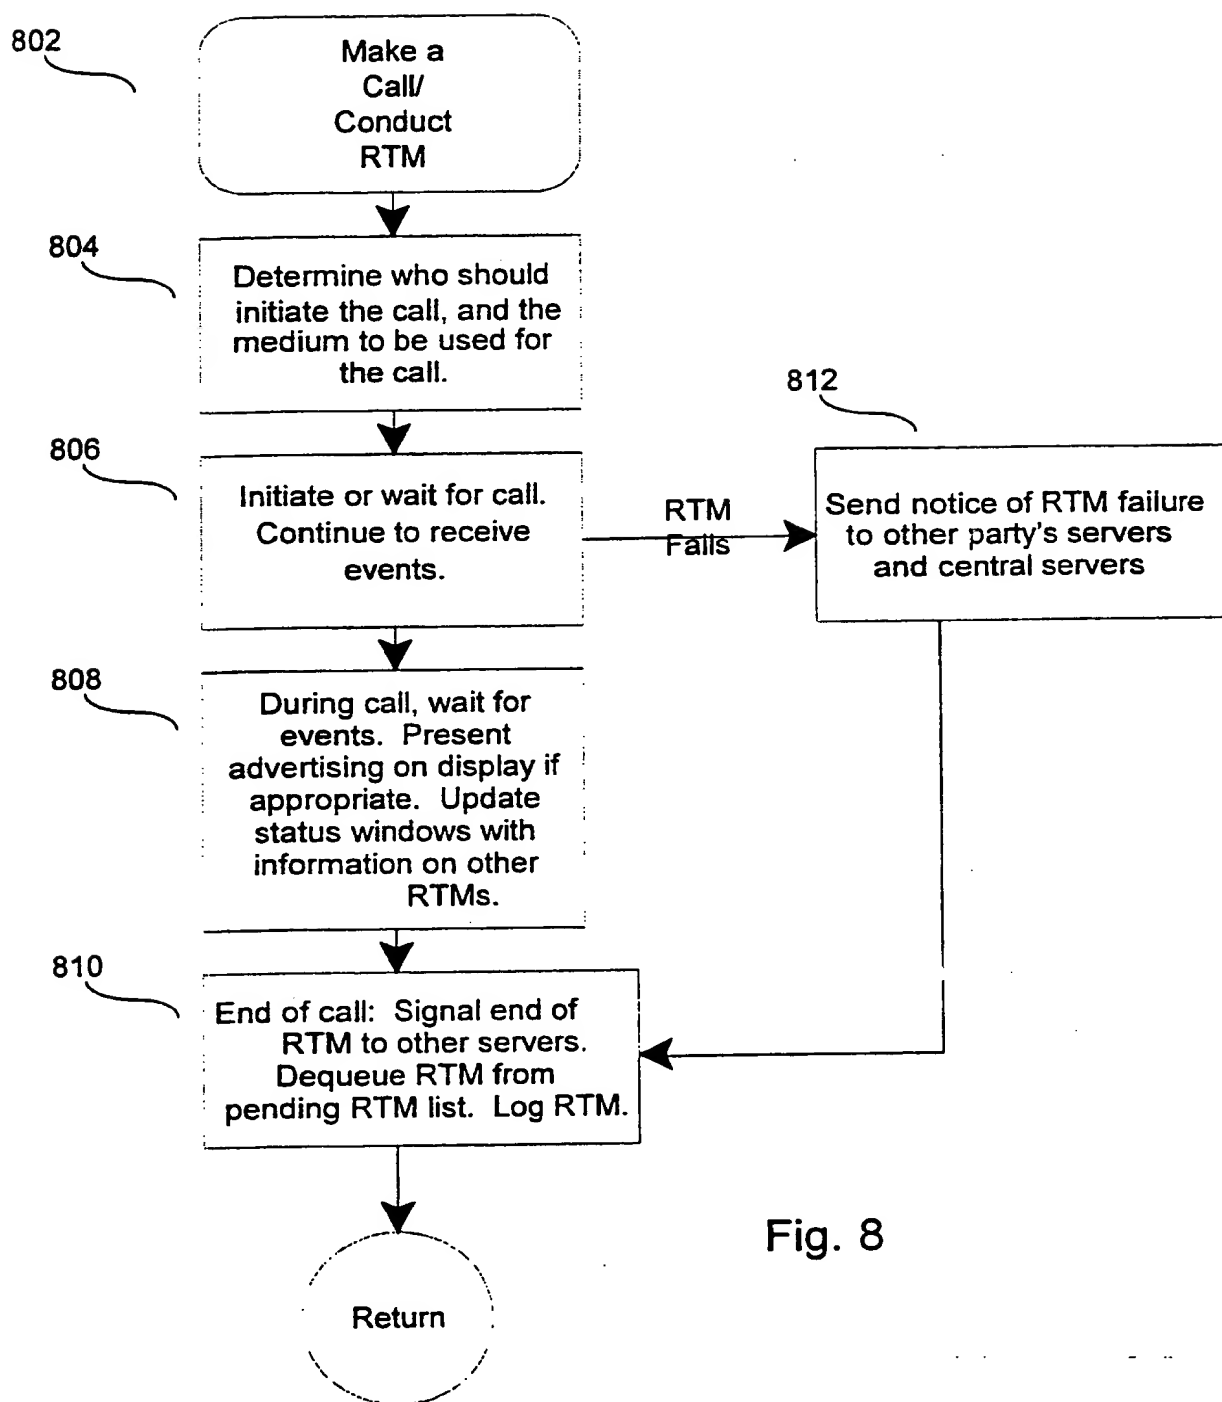 802
Make a
Call/
Conduct
RTM
804
Determine who should
initiate the call, and the
medium to be used for
the call.
806
Initiate or wait for call.
Continue to receive
events.
RTM
Fails
812
Send notice of RTM failure
to other party's servers
and central servers
808
During call, wait for
events. Present
advertising on display if
appropriate. Update
status windows with
information on other
RTMs.
810
End of call: Signal end of
RTM to other servers.
Dequeue RTM from
pending RTM list. Log RTM.
Return
Fig. 8